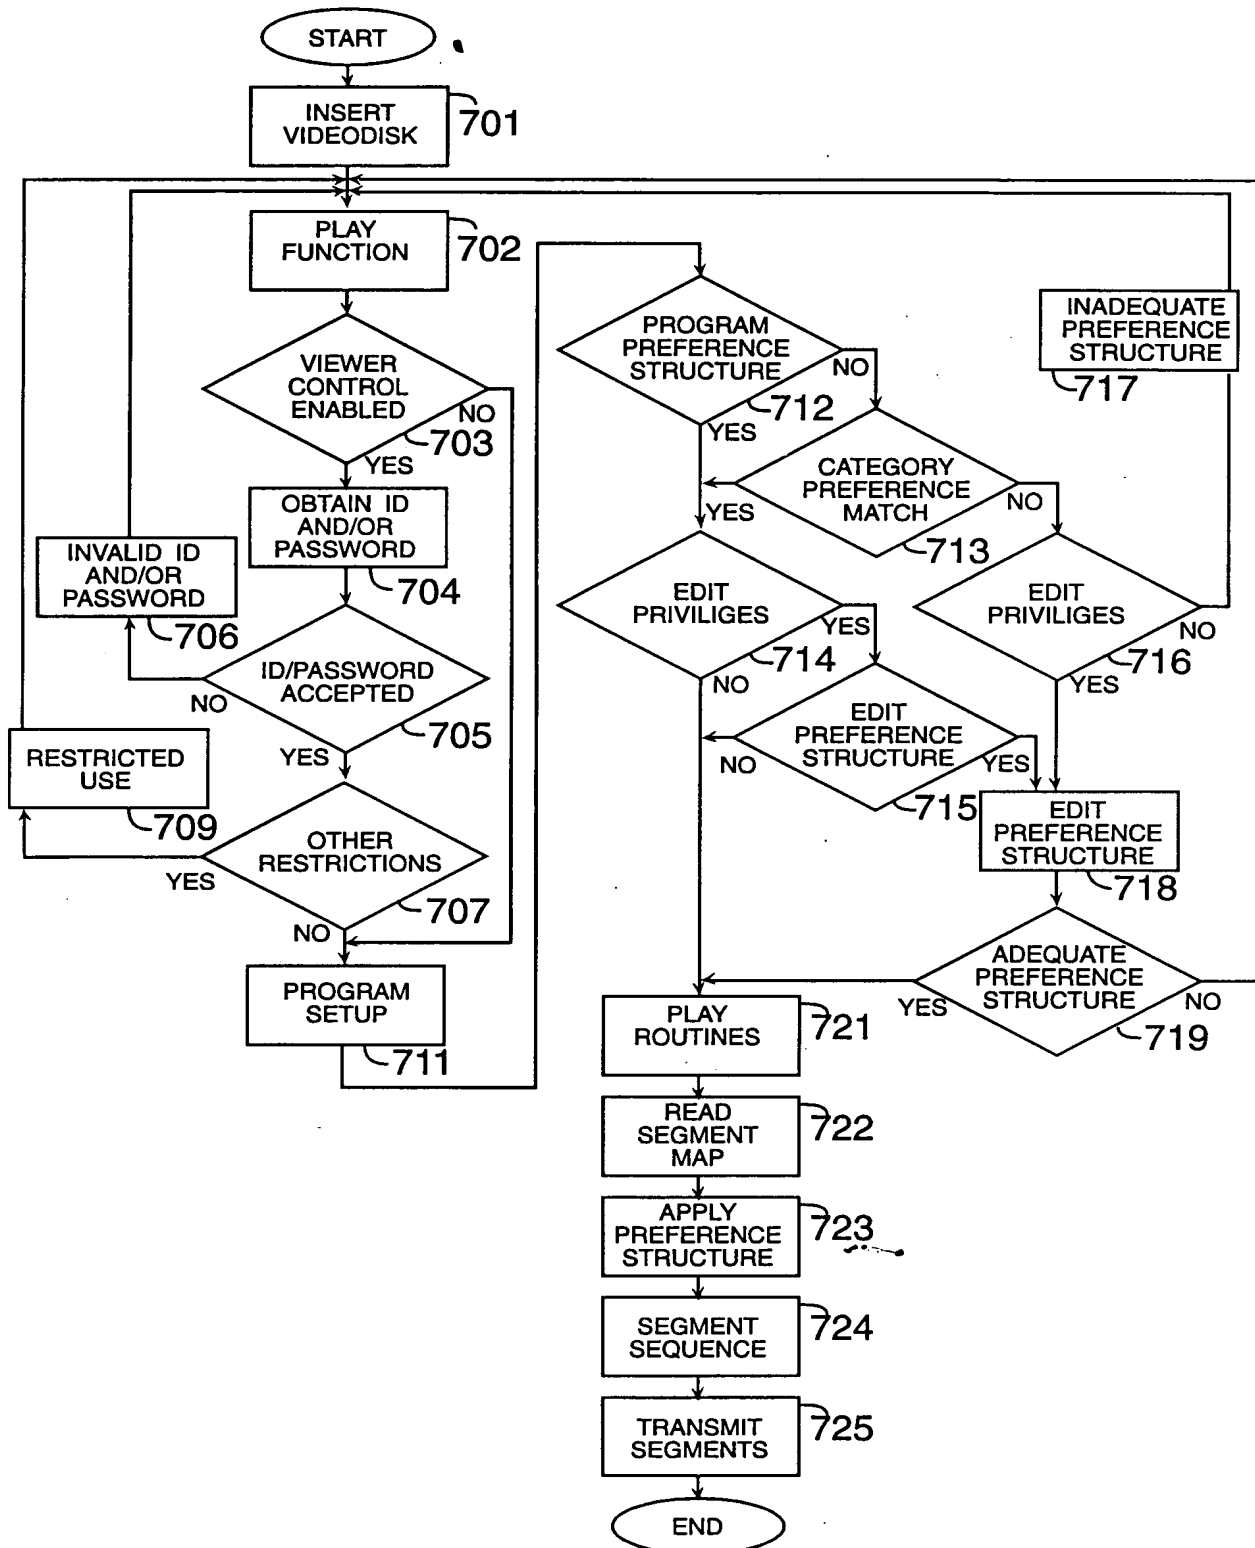 START
INSERT
VIDEODISK
701
PLAY
FUNCTION
702
VIEWER
CONTROL
ENABLED
NO
703
YES
OBTAIN ID
AND/OR
PASSWORD
704
INVALID ID
AND/OR
PASSWORD
706
ID/PASSWORD
ACCEPTED
NO
705
YES
RESTRICTED
USE
709
OTHER
RESTRICTIONS
YES
707
NO
PROGRAM
SETUP
711
PROGRAM
PREFERENCE
STRUCTURE
NO
712
YES
INADEQUATE
PREFERENCE
STRUCTURE
717
CATEGORY
PREFERENCE
MATCH
NO
YES
713
EDIT
PRIVILIGES
YES
714
NO
EDIT
PRIVILIGES
NO
716
YES
EDIT
PREFERENCE
STRUCTURE
NO
YES
715
EDIT
PREFERENCE
STRUCTURE
718
ADEQUATE
PREFERENCE
STRUCTURE
YES
NO
719
PLAY
ROUTINES
721
READ
SEGMENT
MAP
722
APPLY
PREFERENCE
STRUCTURE
723
SEGMENT
SEQUENCE
724
TRANSMIT
SEGMENTS
725
END